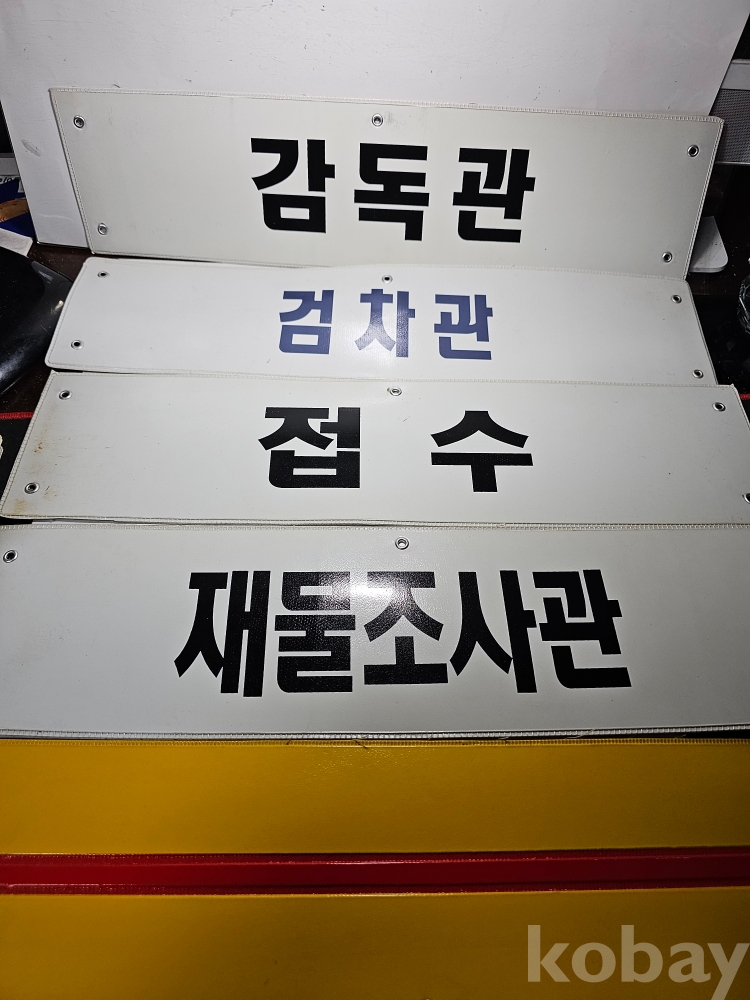 감독관
검차관
접 수
재물조사관
kobay